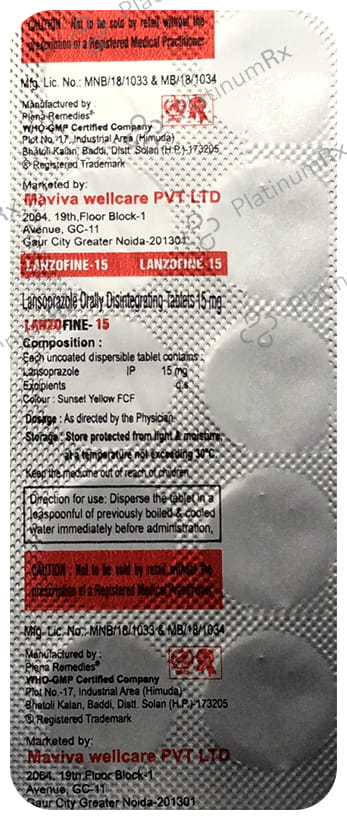 CAUTION : Not to be sold by retail without the
prescription of a Registered Medical Practitioner
Mfg. Lic. No.: MNB/18/1033 & MB/18/1034
Manufactured by
Plena Remedies®
WHO-GMP Certified Company
Plot No.-17, Industrial Area (Himuda)
Bhatoli Kalan, Baddi, Distt. Solan (H.P.)-173205
® Registered Trademark
Marketed by:
Maviva wellcare PVT LTD
2064, 19th,Floor Block-1
Avenue, GC-11
Gaur City Greater Noida-201301
LANZOFINE-15 LANZOFINE-15
Lansoprazole Orally Disintegrating Tablets 15 mg
LANZOFINE- 15
Composition :
Each uncoated dispersible tablet contains :
Lansoprazole IP 15 mg
Excipients q.s
Colour : Sunset Yellow FCF
Dosage : As directed by the Physician
Storage : Store protected from light & moisture,
at a temperature not exceeding 30°C.
Keep the medicine out of reach of children
Direction for use: Disperse the tablet in a
teaspoonful of previously boiled & cooled
water immediately before administration,
CAUTION : Not to be sold by retail without the
prescription of a Registered Medical Practitioner
Mfg. Lic. No.: MNB/18/1033 & MB/18/1034
Manufactured by :
Plena Remedies®
WHO-GMP Certified Company
Plot No.-17, Industrial Area (Himuda)
Bhatoli Kalan, Baddi, Distt. Solan (H.P.)-173205
® Registered Trademark
Marketed by:
Maviva wellcare PVT LTD
2064, 19th,Floor Block-1
Avenue, GC-11
Gaur City Greater Noida-201301
PlatinumRx
PlatinumRx
PlatinumRx